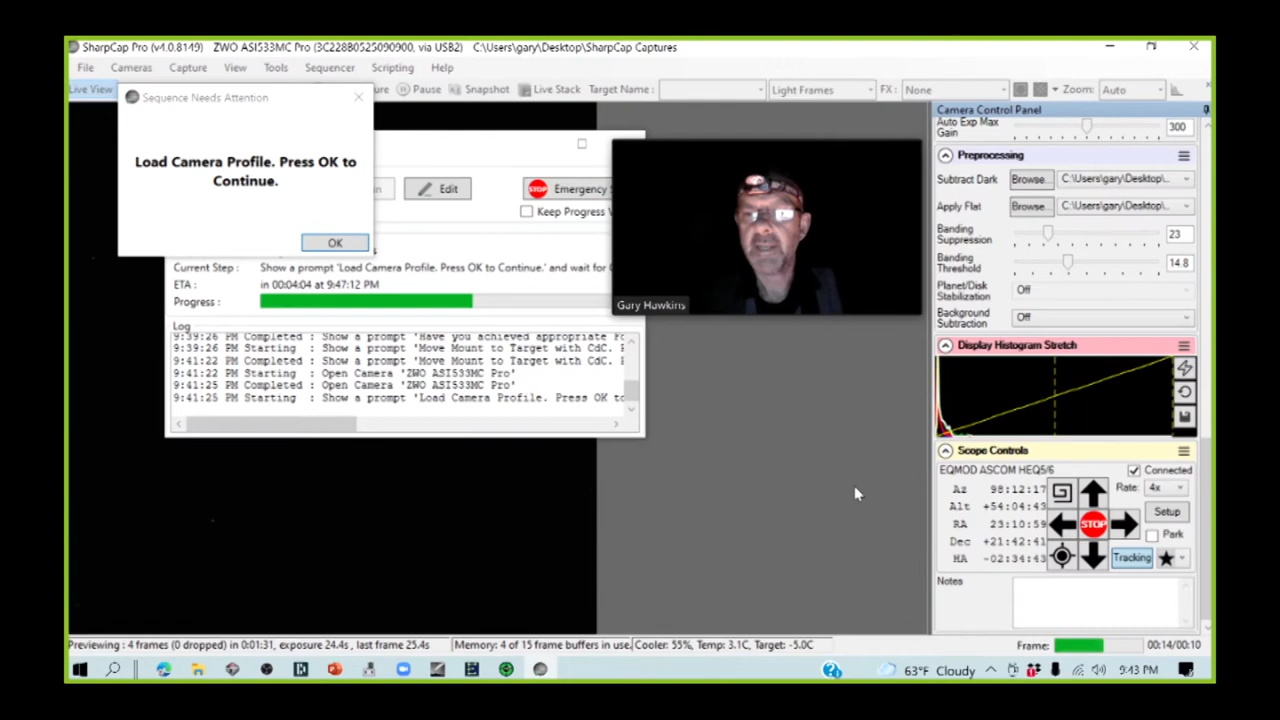 SharpCap Pro (v4.0.8149) ZWO ASI533MC Pro (3C228B0525090900, via USB2) C:\Users\gary\Desktop\SharpCap Captures
File Cameras Capture View Tools Sequencer Scripting Help
Live View Pause Snapshot Live Stack Target Name : Light Frames FX : None Zoom: Auto
Sequence Needs Attention
Load Camera Profile. Press OK to
Continue.
OK
Edit
STOP Emergency
Keep Progress
Current Step : Show a prompt 'Load Camera Profile. Press OK to Continue.' and wait for
ETA : in 00:04:04 at 9:47:12 PM
Progress :
Log
9:39:26 PM Completed : Show a prompt 'Have you achieved appropriate
9:39:26 PM Starting : Show a prompt 'Move Mount to Target with CdC.
9:41:22 PM Completed : Show a prompt 'Move Mount to Target with CdC.
9:41:22 PM Starting : Open Camera 'ZWO ASI533MC Pro'
9:41:25 PM Completed : Open Camera 'ZWO ASI533MC Pro'
9:41:25 PM Starting : Show a prompt 'Load Camera Profile. Press OK to
Gary Hawkins
Camera Control Panel
Auto Exp Max
Gain
300
Preprocessing
Subtract Dark Browse... C:\Users\gary\Desktop\...
Apply Flat Browse... C:\Users\gary\Desktop\...
Banding
Suppression
23
Banding
Threshold
14.8
Planet/Disk
Stabilization
Off
Background
Subtraction
Off
Display Histogram Stretch
Scope Controls
EQMOD ASCOM HEQ5/6 Connected
Az 98:12:17 Rate: 4x
Alt +54:04:43 Setup
RA 23:10:59 STOP
Dec +21:42:41 Park
HA -02:34:43 Tracking
Notes
Previewing : 4 frames (0 dropped) in 0:01:31, exposure 24.4s, last frame 25.4s Memory: 4 of 15 frame buffers in use. Cooler: 55%, Temp: 3.1C, Target: -5.0C Frame: 00:14/00:10
63°F Cloudy 9:43 PM